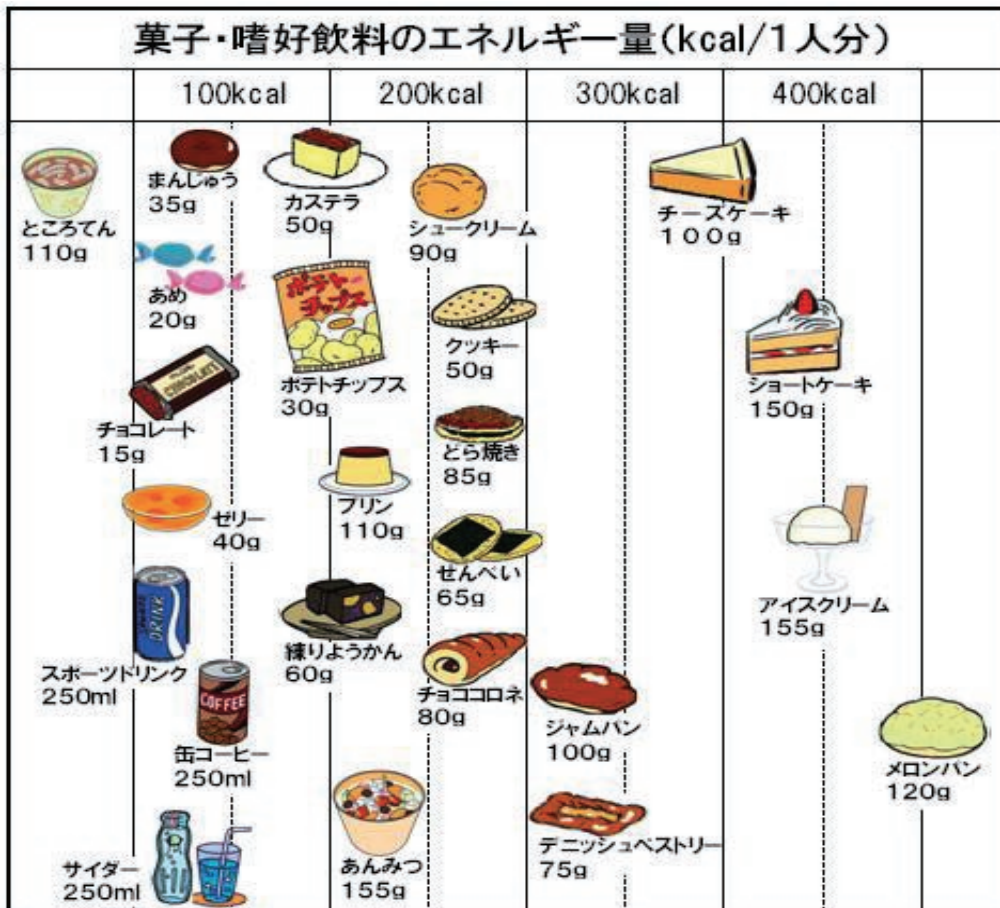 菓子・嗜好飲料のエネルギー量(kcal/1人分)
100kcal
200kcal
300kcal
400kcal
ところてん
110g
まんじゅう
35g
カステラ
50g
シュークリーム
90g
チーズケーキ
100g
あめ
20g
ポテト
チップス
ポテトチップス
30g
クッキー
50g
ショートケーキ
150g
CHOCOLATE
チョコレート
15g
どら焼き
85g
プリン
110g
ゼリー
40g
せんべい
65g
アイスクリーム
155g
DRINK
スポーツドリンク
250ml
練りようかん
60g
チョココロネ
80g
COFFEE
缶コーヒー
250ml
ジャムパン
100g
メロンパン
120g
サイダー
250ml
あんみつ
155g
デニッシュペストリー
75g